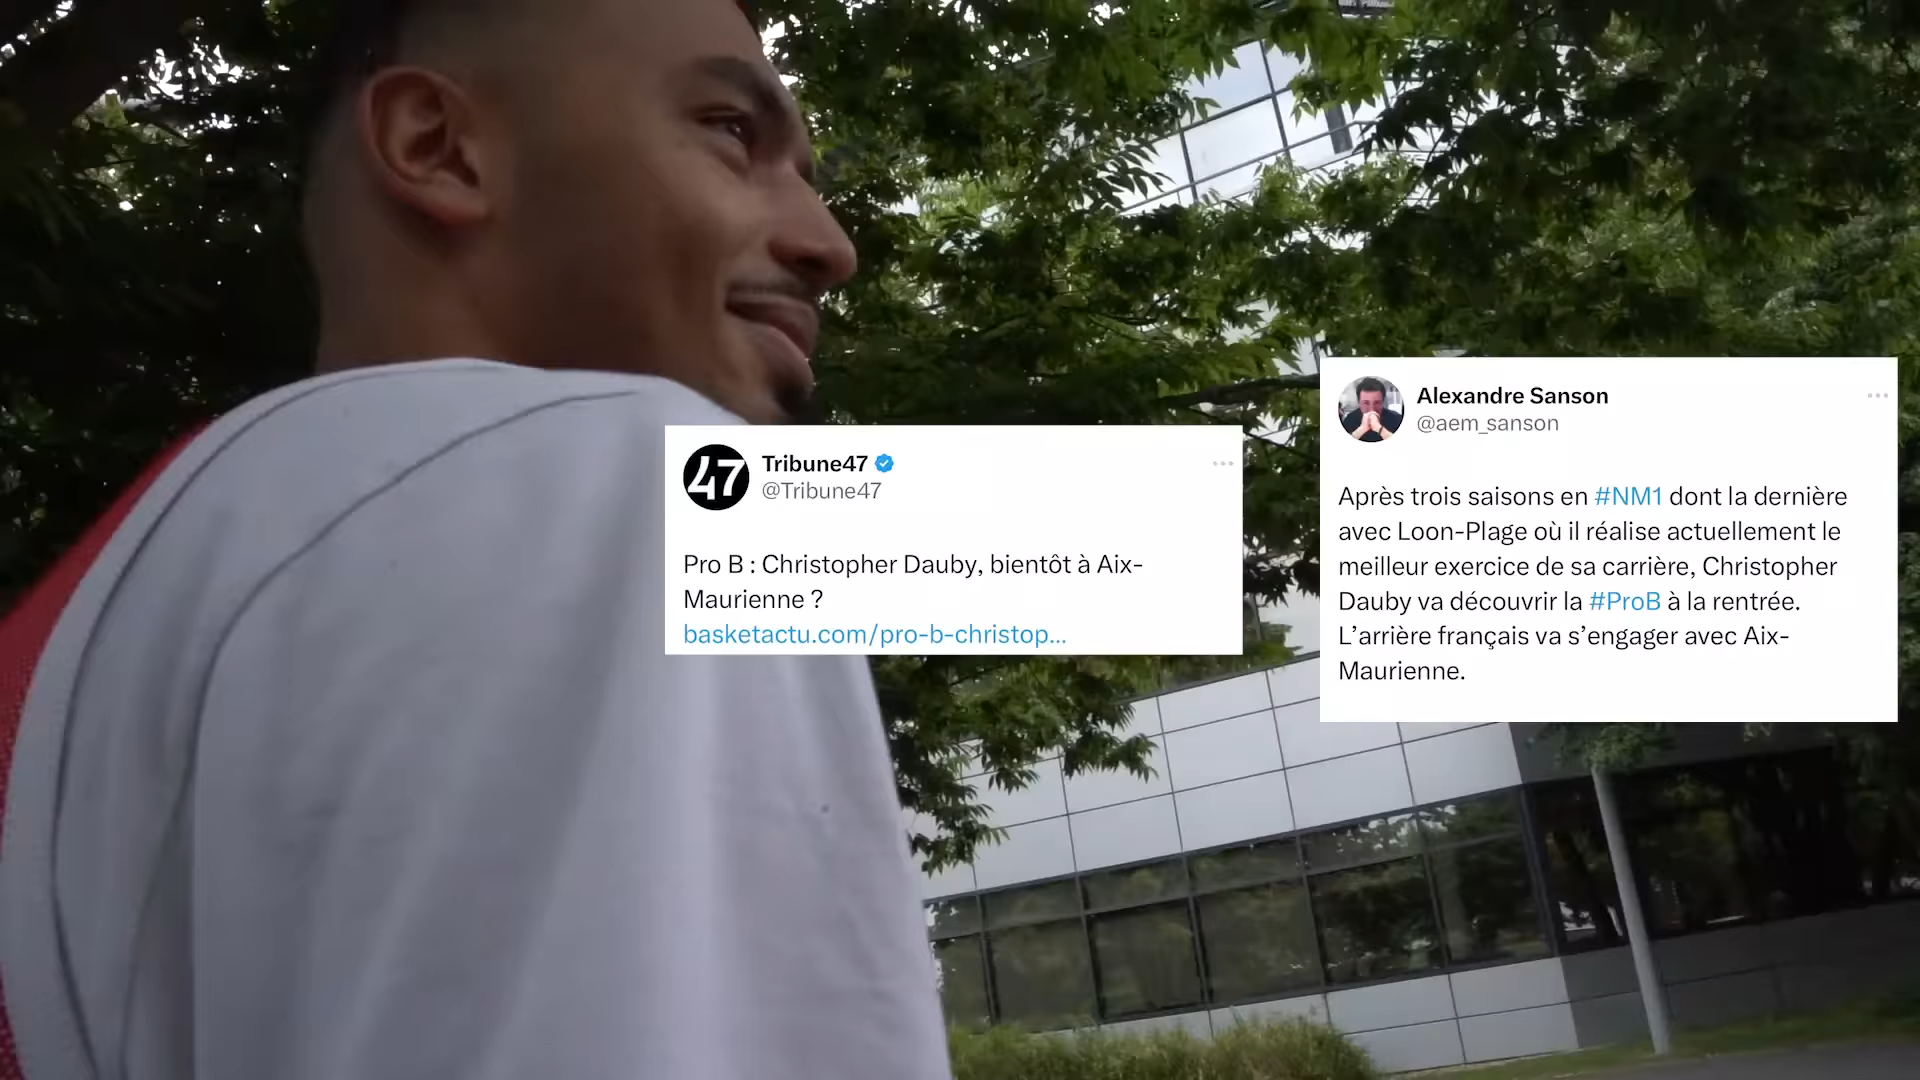 47
Tribune47
@Tribune47
Pro B : Christopher Dauby, bientôt à Aix-
Maurienne ?
basketactu.com/pro-b-christop...
Alexandre Sanson
@aem_sanson
Après trois saisons en #NM1 dont la dernière
avec Loon-Plage où il réalise actuellement le
meilleur exercice de sa carrière, Christopher
Dauby va découvrir la #ProB à la rentrée.
L’arrière français va s’engager avec Aix-
Maurienne.